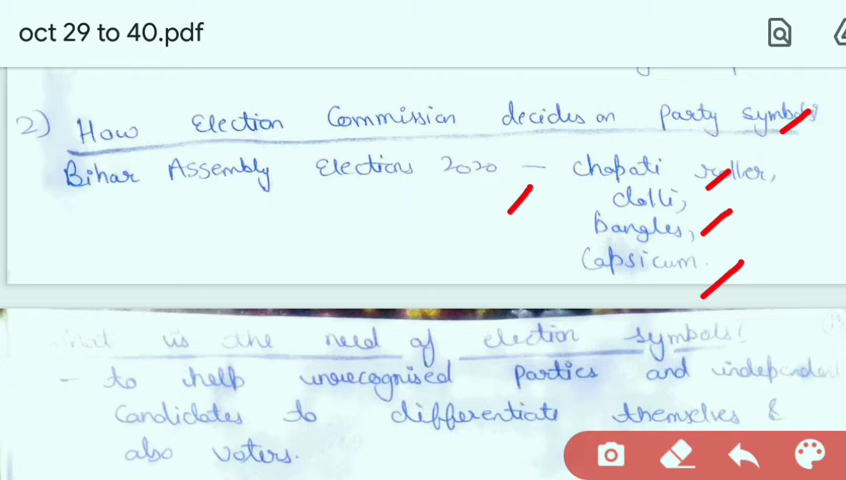 oct 29 to 40.pdf
2) How Election Commission decides on party symbols
Bihar Assembly Elections 2020 - Chapati roller,
dolli,
Bangles,
Capsicum.
What is the need of election symbols?
- to help unrecognised parties and independent
candidates to differentiate themselves &
also voters.